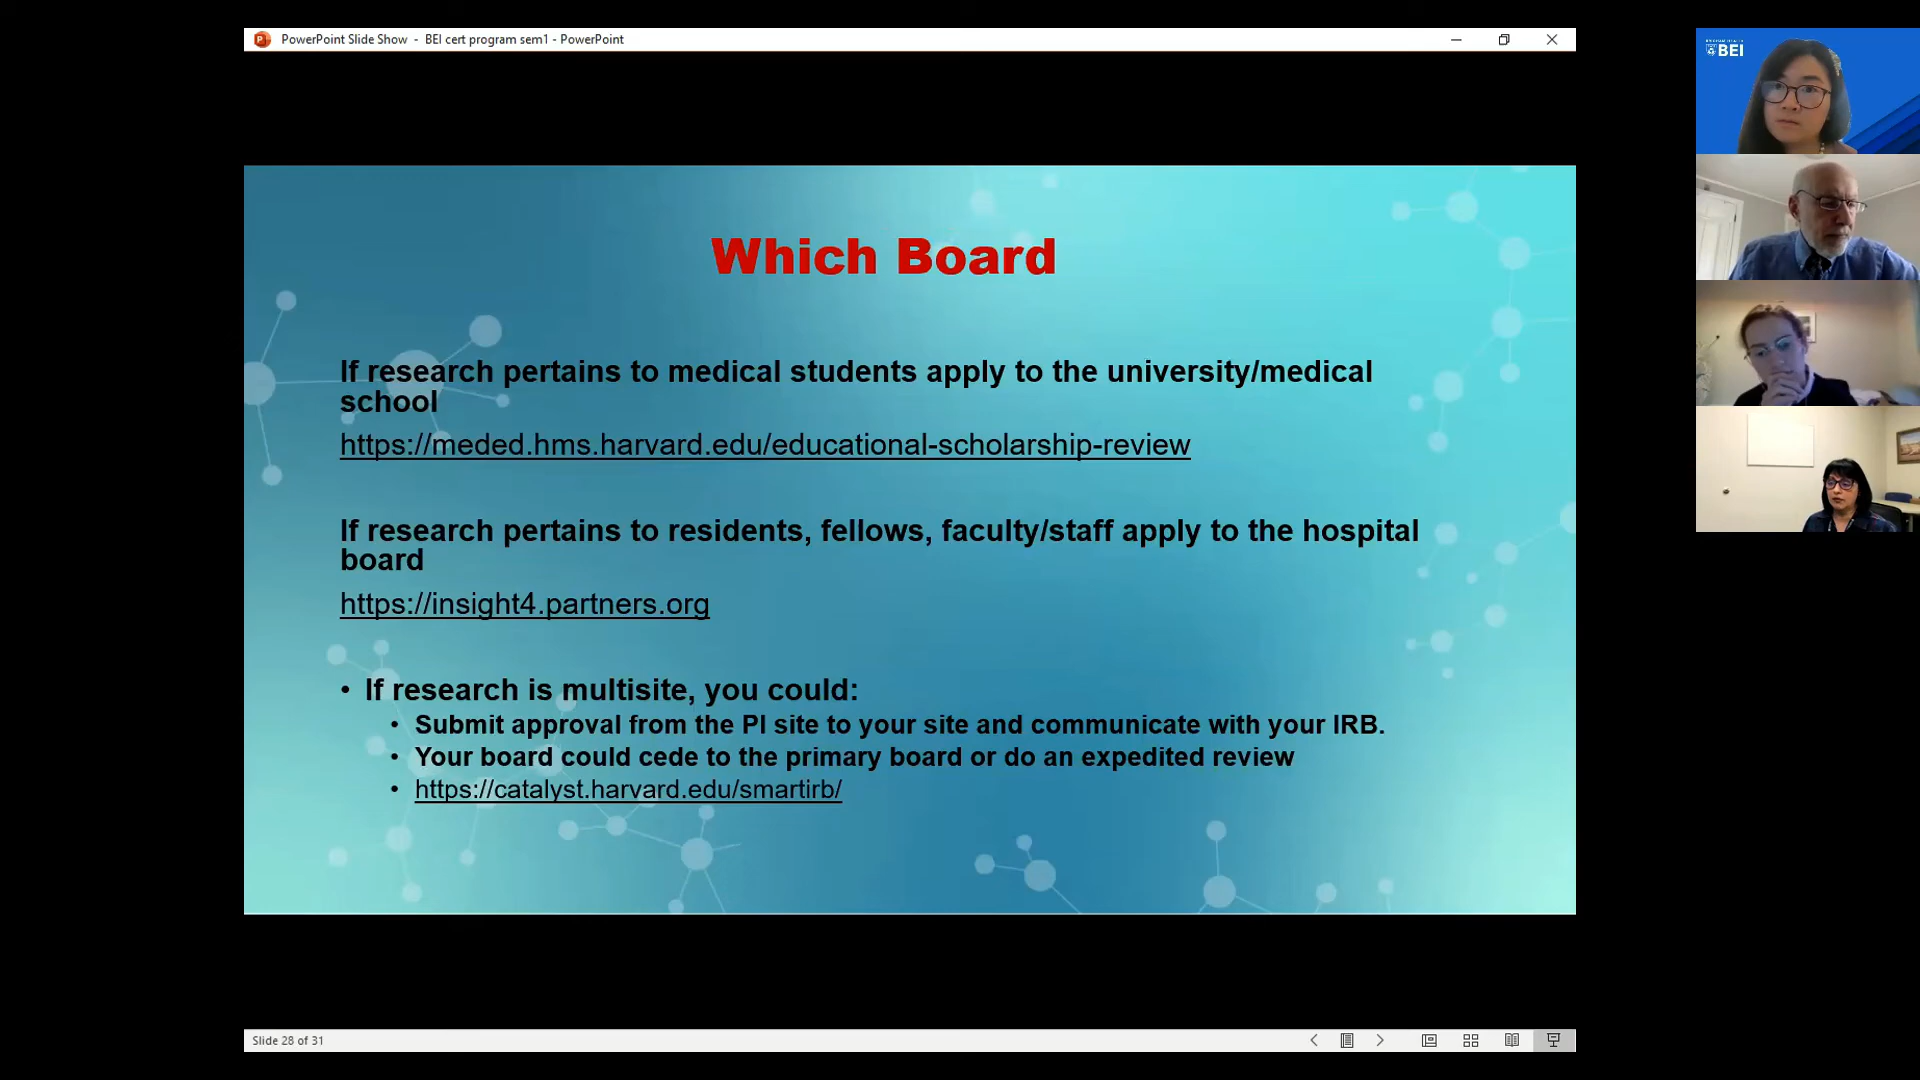 PowerPoint Slide Show - BEI cert program sem1 - PowerPoint
BEI
Which Board
If research pertains to medical students apply to the university/medical
school
https://meded.hms.harvard.edu/educational-scholarship-review
If research pertains to residents, fellows, faculty/staff apply to the hospital
board
https://insight4.partners.org
• If research is multisite, you could:
• Submit approval from the PI site to your site and communicate with your IRB.
• Your board could cede to the primary board or do an expedited review
• https://catalyst.harvard.edu/smartirb/
Slide 28 of 31